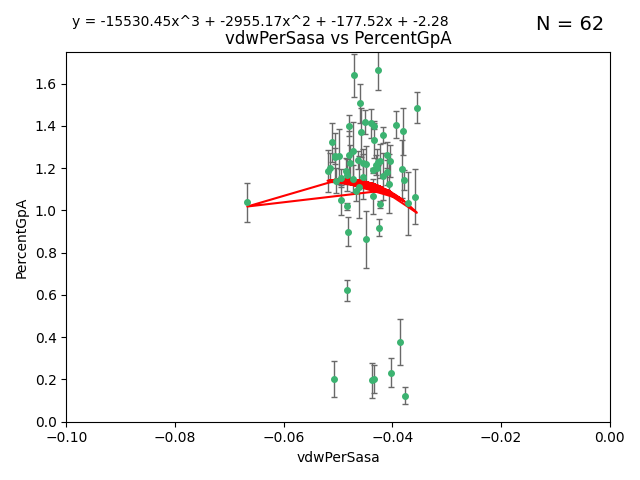 y = -15530.45x^3 + -2955.17x^2 + -177.52x + -2.28
N = 62
vdwPerSasa vs PercentGpA
1.6
1.4
1.2
1.0
0.8
0.6
0.4
0.2
0.0
PercentGpA
−0.10 −0.08 −0.06 −0.04 −0.02 0.00
vdwPerSasa